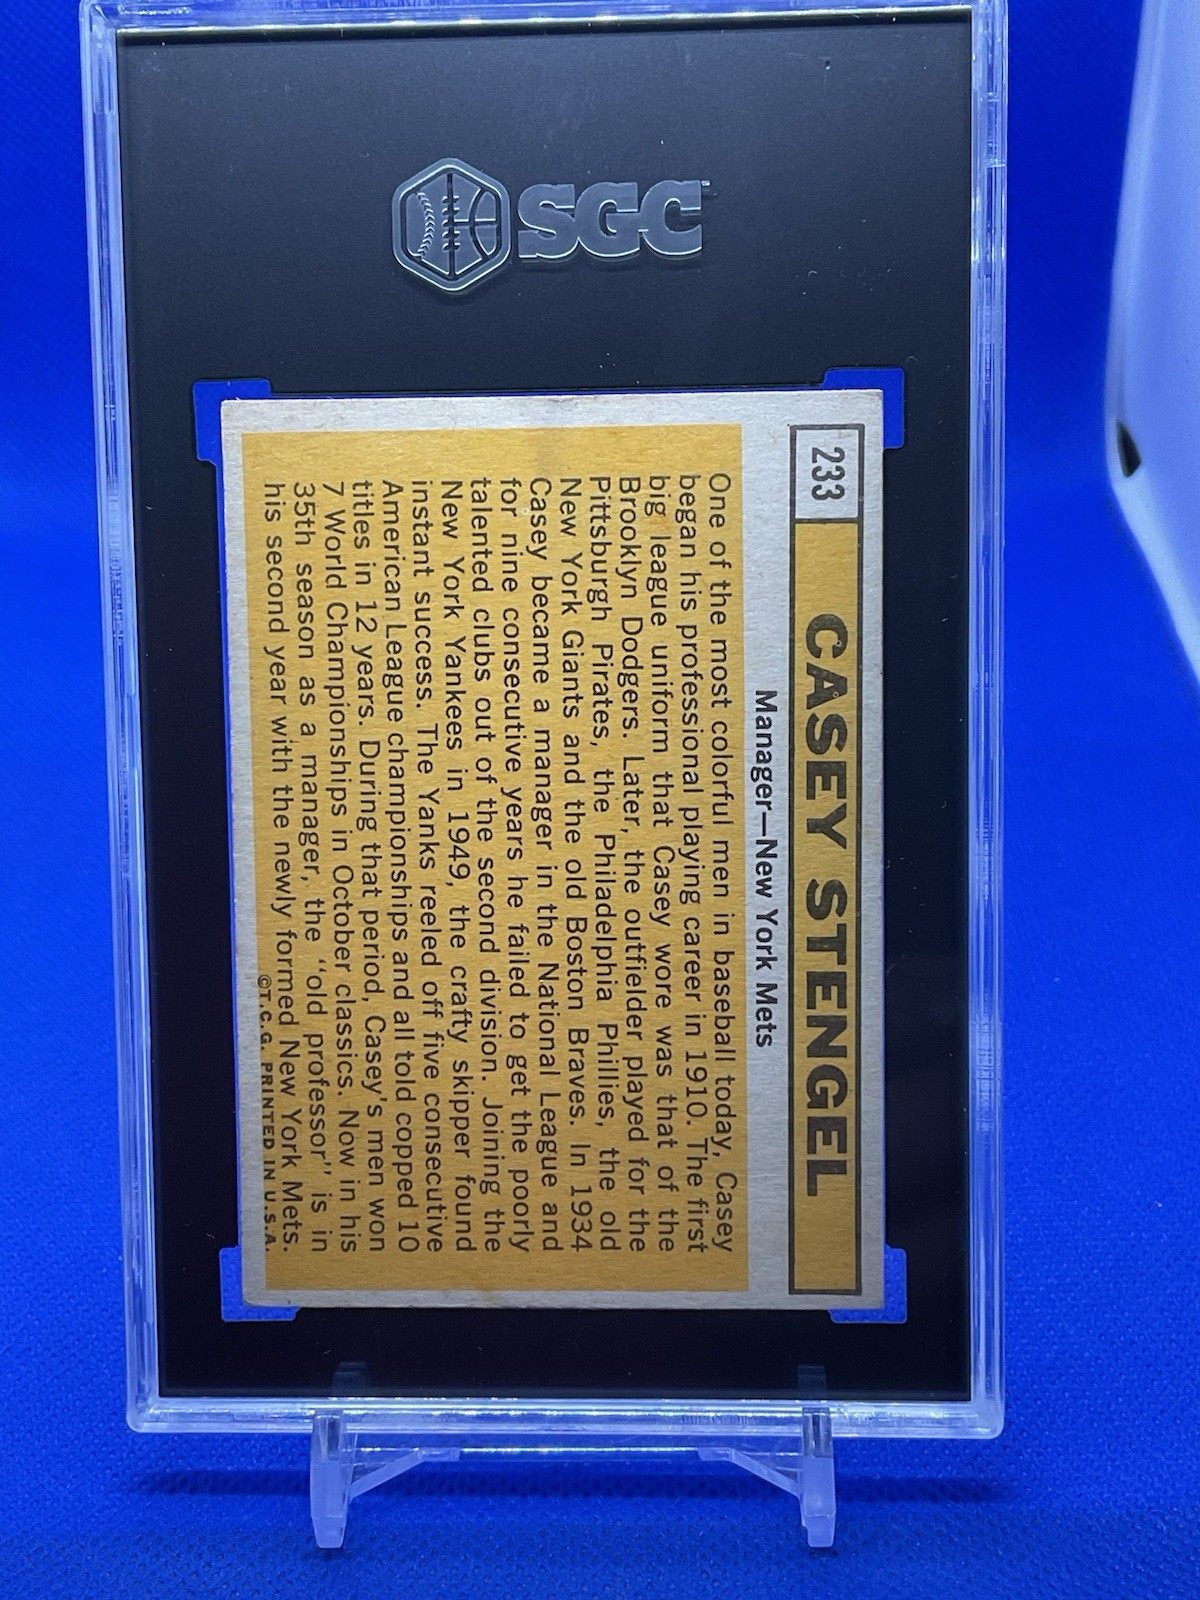 SGC
233
CASEY STENGEL
Manager—New York Mets
One of the most colorful men in baseball today, Casey
began his professional playing career in 1910. The first
big league uniform that Casey wore was that of the
Brooklyn Dodgers. Later, the outfielder played for the
Pittsburgh Pirates, the Philadelphia Phillies, the old
New York Giants and the old Boston Braves. In 1934
Casey became a manager in the National League and
for nine consecutive years he failed to get the poorly
talented clubs out of the second division. Joining the
New York Yankees in 1949, the crafty skipper found
instant success. The Yanks reeled off five consecutive
American League championships and all told copped 10
titles in 12 years. During that period, Casey's men won
7 World Championships in October classics. Now in his
35th season as a manager, the "old professor" is in
his second year with the newly formed New York Mets.
©T.C.G. PRINTED IN U.S.A.